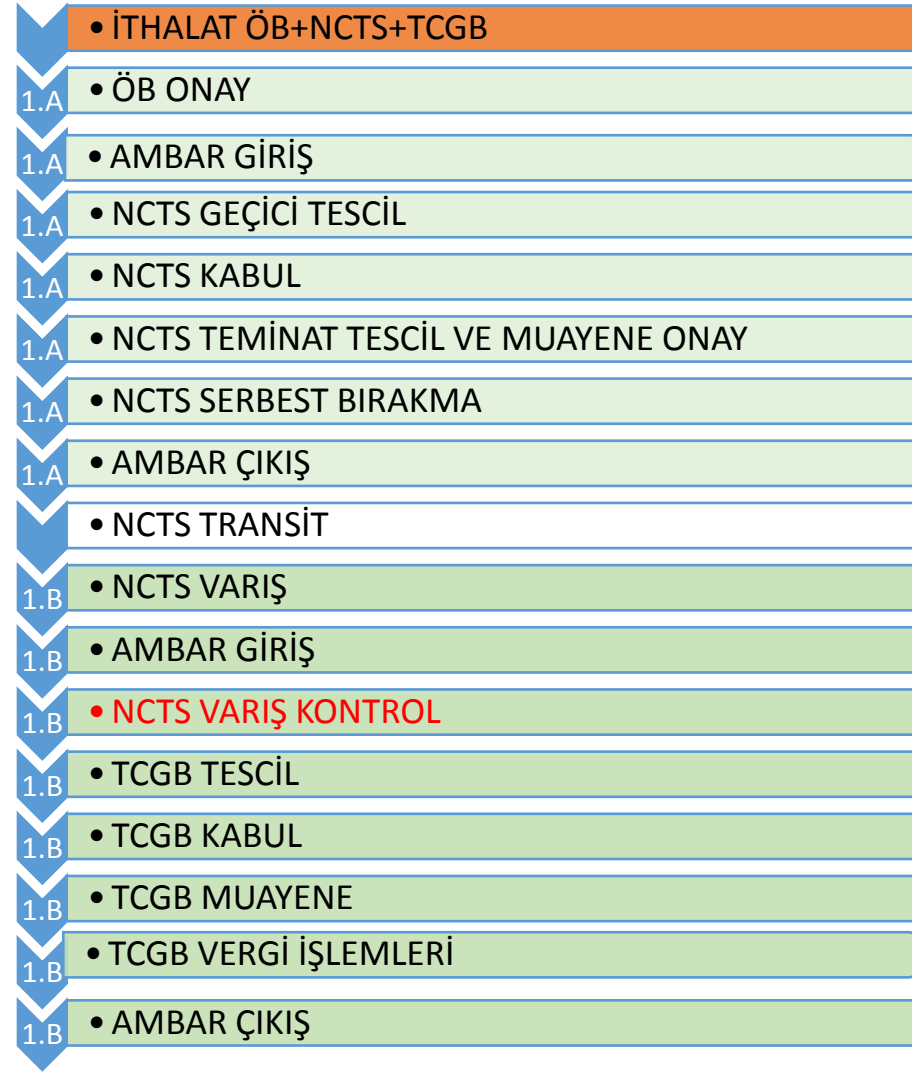 • İTHALAT ÖB+NCTS+TCGB
1.A • ÖB ONAY
1.A • AMBAR GİRİŞ
1.A • NCTS GEÇİCİ TESCİL
1.A • NCTS KABUL
1.A • NCTS TEMİNAT TESCİL VE MUAYENE ONAY
1.A • NCTS SERBEST BIRAKMA
1.A • AMBAR ÇIKIŞ
• NCTS TRANSİT
1.B • NCTS VARIŞ
1.B • AMBAR GİRİŞ
1.B • NCTS VARIŞ KONTROL
1.B • TCGB TESCİL
1.B • TCGB KABUL
1.B • TCGB MUAYENE
1.B • TCGB VERGİ İŞLEMLERİ
1.B • AMBAR ÇIKIŞ